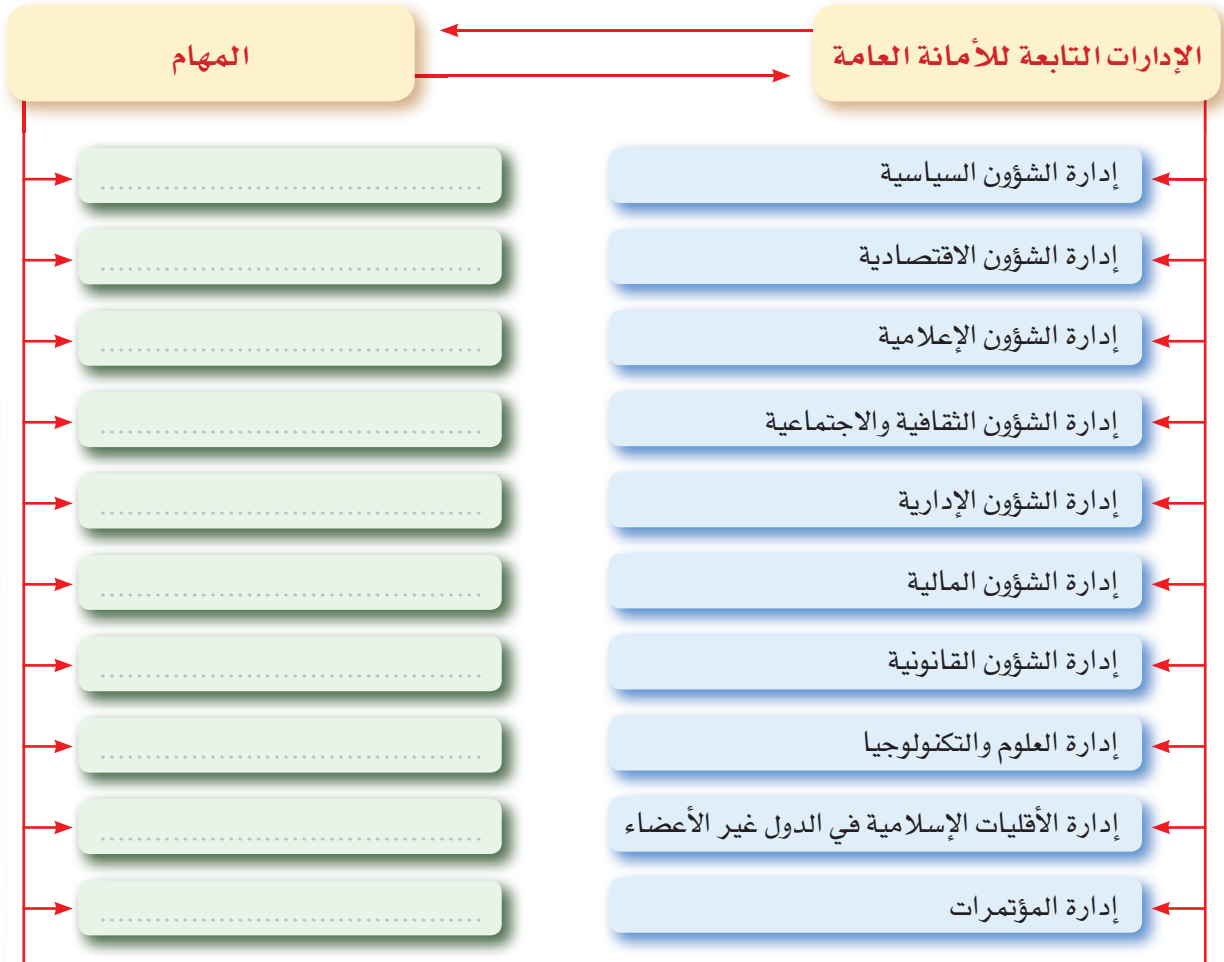 الإدارات التابعة للأمانة العامة
المهام
إدارة الشؤون السياسية
......................................
إدارة الشؤون الاقتصادية
......................................
إدارة الشؤون الإعلامية
......................................
إدارة الشؤون الثقافية والاجتماعية
......................................
إدارة الشؤون الإدارية
......................................
إدارة الشؤون المالية
......................................
إدارة الشؤون القانونية
......................................
إدارة العلوم والتكنولوجيا
......................................
إدارة الأقليات الإسلامية في الدول غير الأعضاء
......................................
إدارة المؤتمرات
......................................